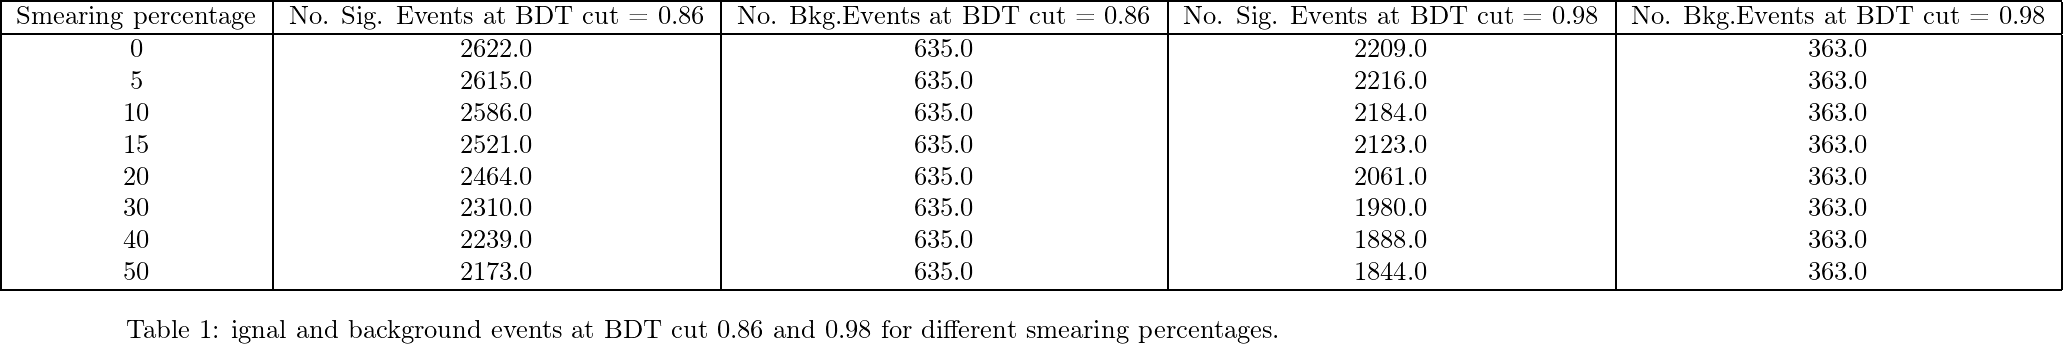 Smearing percentage No. Sig. Events at BDT cut = 0.86 No. Bkg.Events at BDT cut = 0.86 No. Sig. Events at BDT cut = 0.98 No. Bkg.Events at BDT cut = 0.98
0 2622.0 635.0 2209.0 363.0
5 2615.0 635.0 2216.0 363.0
10 2586.0 635.0 2184.0 363.0
15 2521.0 635.0 2123.0 363.0
20 2464.0 635.0 2061.0 363.0
30 2310.0 635.0 1980.0 363.0
40 2239.0 635.0 1888.0 363.0
50 2173.0 635.0 1844.0 363.0
Table 1: ignal and background events at BDT cut 0.86 and 0.98 for different smearing percentages.